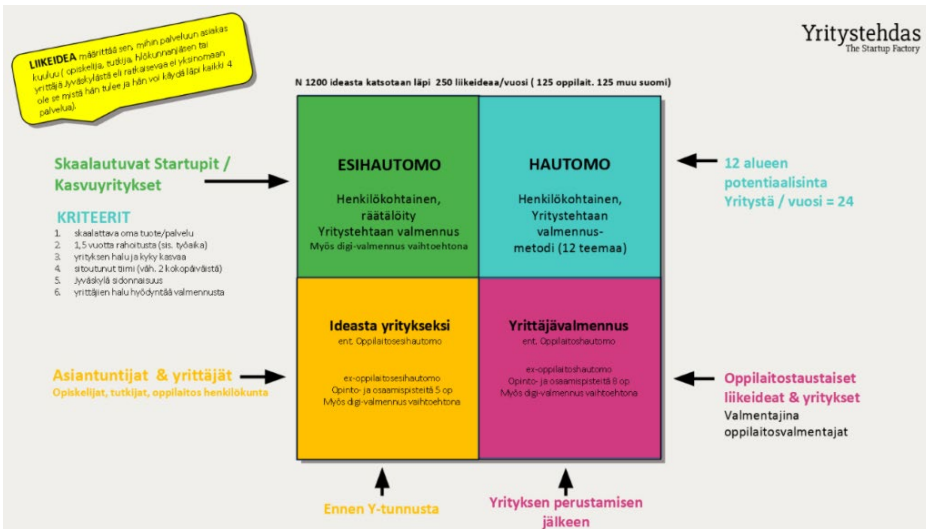 LIIKEIDEA määrittää sen, mihin palveluun asiakas
kuuluu ( opiskelija, tutkija, hlökunnanjäsen tai
yrittäjä Jyväskylästä eli ratkaisevaa ei yksinomaan
ole se mistä hän tulee ja hän voi käydä läpi kaikki 4
palvelua).
Yritystehdas
The Startup Factory
N 1200 ideasta katsotaan läpi 250 liikeideaa/vuosi ( 125 oppilait. 125 muu suomi)
Skaalautuvat Startupit /
Kasvuyritykset
KRITEERIT
1. skaalattava oma tuote/palvelu
2. 1,5 vuotta rahoitusta (sis. työaika)
3. yrityksen halu ja kyky kasvaa
4. sitoutunut tiimi (väh. 2 kokopäiväistä)
5. Jyväskylä sidonnaisuus
6. yrittäjien halu hyödyntää valmennusta
ESIHAUTOMO
Henkilökohtainen,
räätälöity
Yritystehtaan valmennus
Myös digi-valmennus vaihtoehtona
HAUTOMO
Henkilökohtainen,
Yritystehtaan
valmennus-
metodi (12 teemaa)
12 alueen
potentiaalisinta
Yritystä / vuosi = 24
Asiantuntijat & yrittäjät
Opiskelijat, tutkijat, oppilaitos henkilökunta
Ideasta yritykseksi
ent. Oppilaitosesihautomo
ex-oppilaitosesihautomo
Opinto- ja osaamispisteitä 5 op
Myös digi-valmennus vaihtoehtona
Yrittäjävalmennus
ent. Oppilaitoshautomo
ex-oppilaitoshautomo
Opinto- ja osaamispisteitä 8 op
Myös digi-valmennus vaihtoehtona
Oppilaitostaustaiset
liikeideat & yritykset
Valmentajina
oppilaitosvalmentajat
Ennen Y-tunnusta
Yrityksen perustamisen
jälkeen